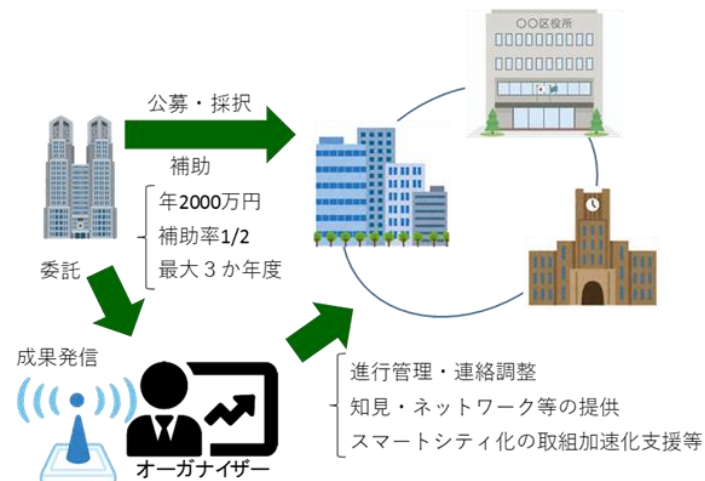 〇〇区役所
公募・採択
補助
年2000万円
補助率1/2
最大３か年度
委託
成果発信
進行管理・連絡調整
知見・ネットワーク等の提供
スマートシティ化の取組加速化支援等
オーガナイザー